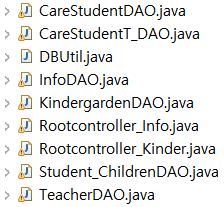 CareStudentDAO.java
CareStudentT_DAO.java
DBUtil.java
InfoDAO.java
KindergardenDAO.java
Rootcontroller_Info.java
Rootcontroller_Kinder.java
Student_ChildrenDAO.java
TeacherDAO.java